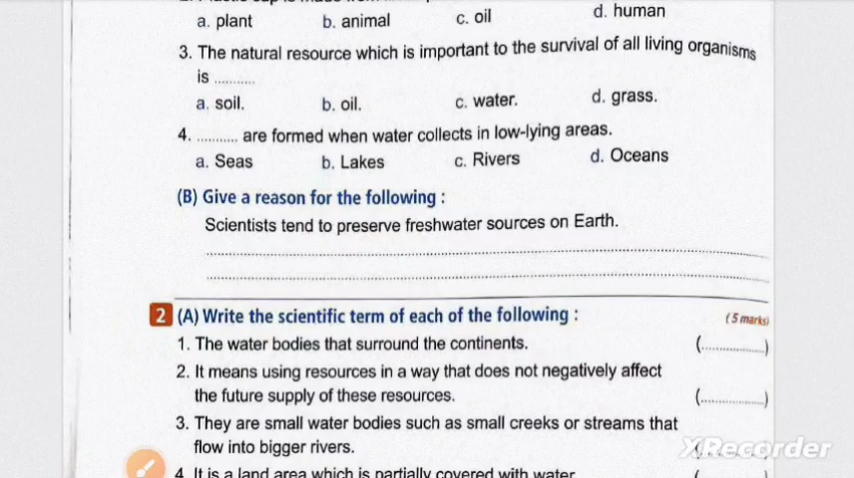 a. plant b. animal c. oil d. human
3. The natural resource which is important to the survival of all living organisms
is ..........
a. soil. b. oil. c. water. d. grass.
4. .......... are formed when water collects in low-lying areas.
a. Seas b. Lakes c. Rivers d. Oceans
(B) Give a reason for the following :
Scientists tend to preserve freshwater sources on Earth.
2 (A) Write the scientific term of each of the following : (5 marks)
1. The water bodies that surround the continents. (..............)
2. It means using resources in a way that does not negatively affect
the future supply of these resources. (..............)
3. They are small water bodies such as small creeks or streams that
flow into bigger rivers. (..............)
XRecorder
4. It is a land area which is partially covered with water